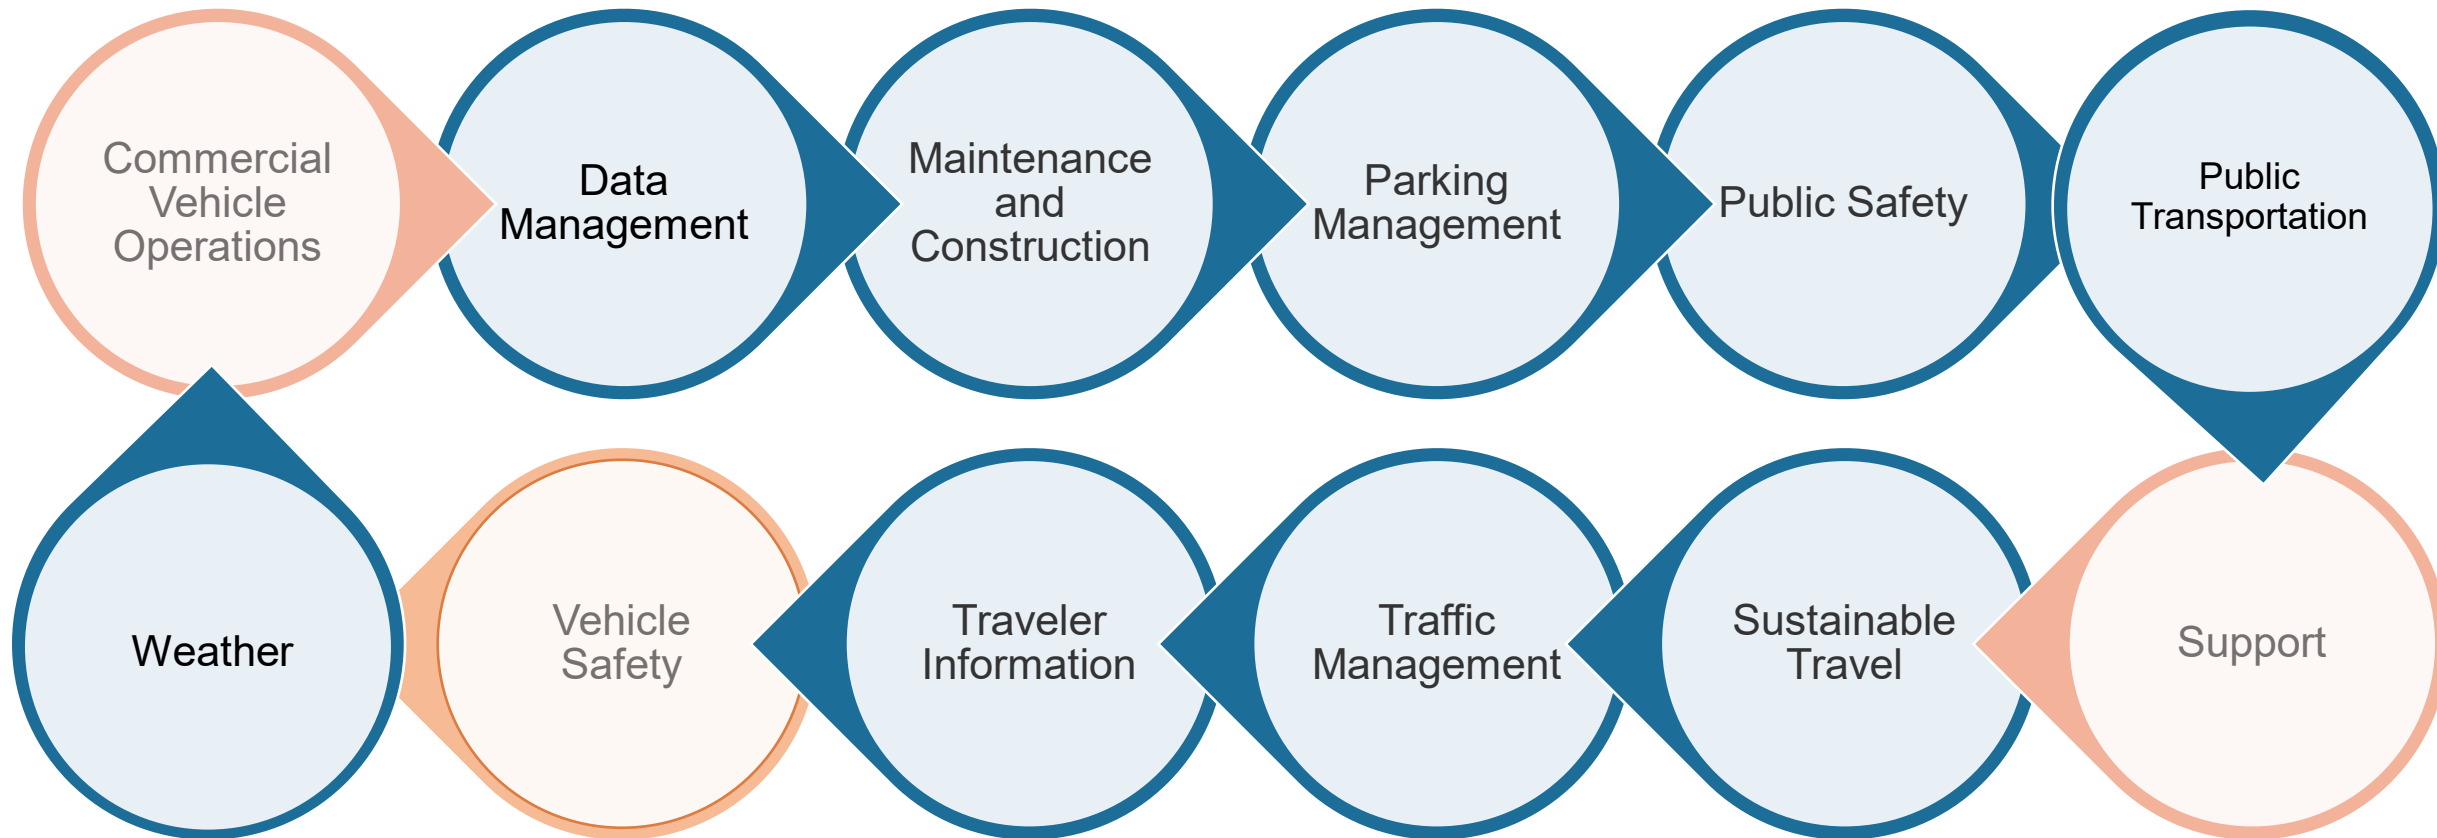 Commercial
Vehicle
Operations
Data
Management
Maintenance
and
Construction
Parking
Management
Public Safety
Public
Transportation
Weather
Vehicle
Safety
Traveler
Information
Traffic
Management
Sustainable
Travel
Support